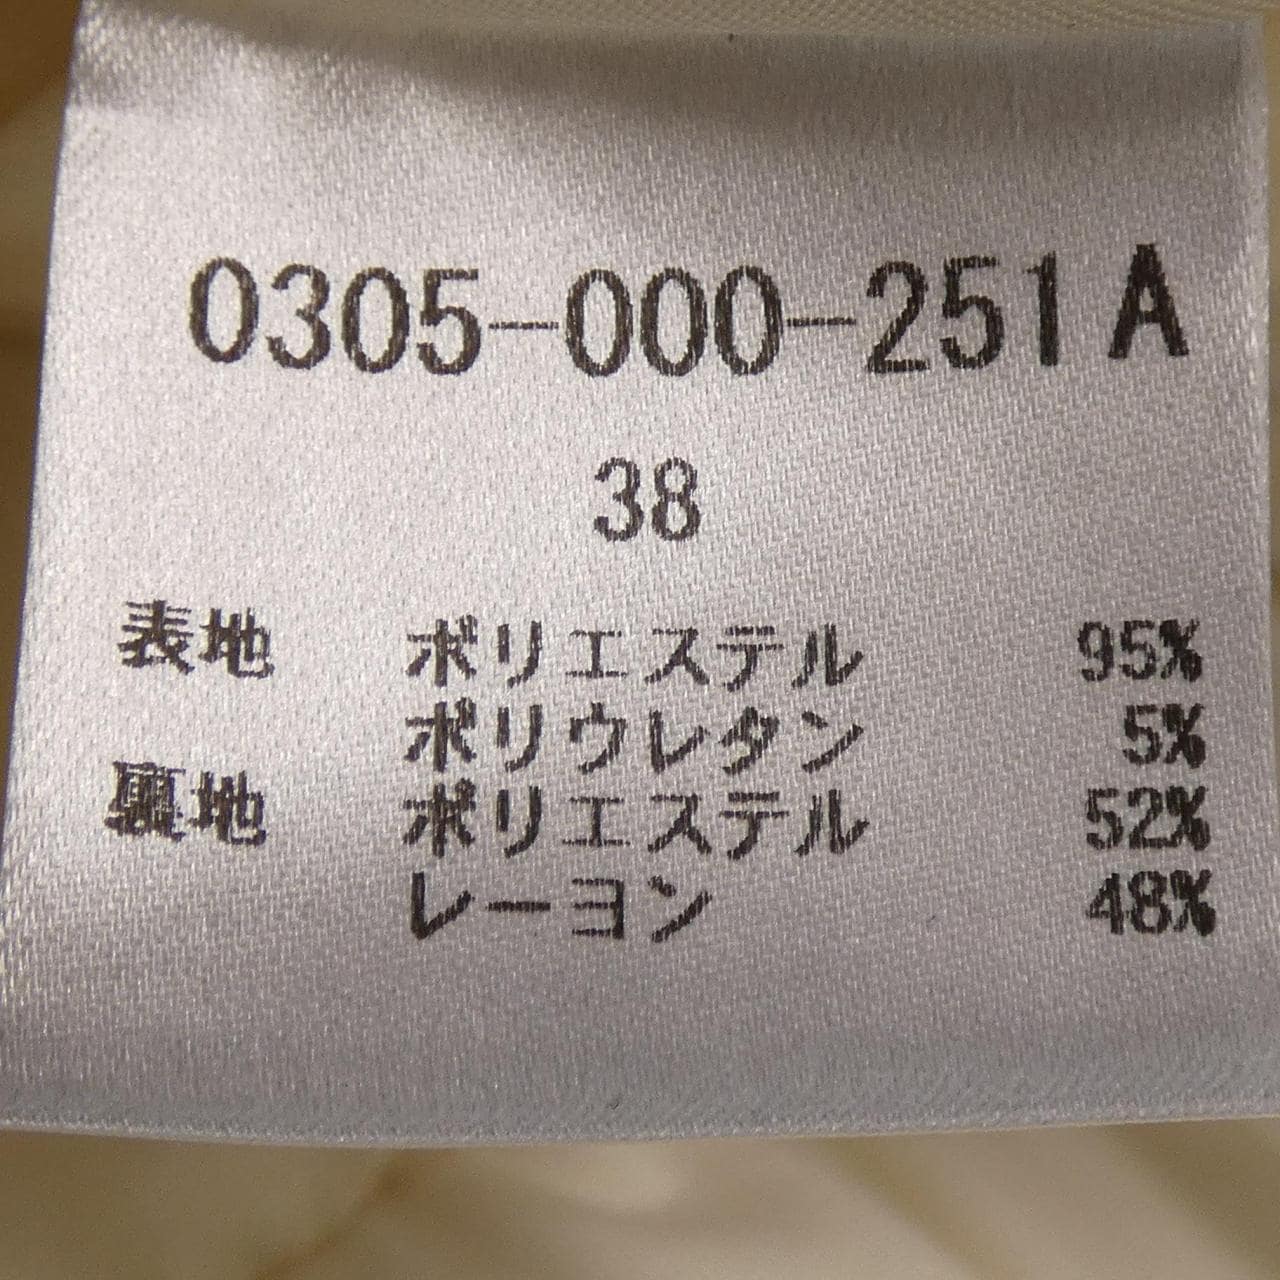 0305-000-251 A
38
表地 ポリエステル 95%
ポリウレタン 5%
裏地 ポリエステル 52%
レーヨン 48%